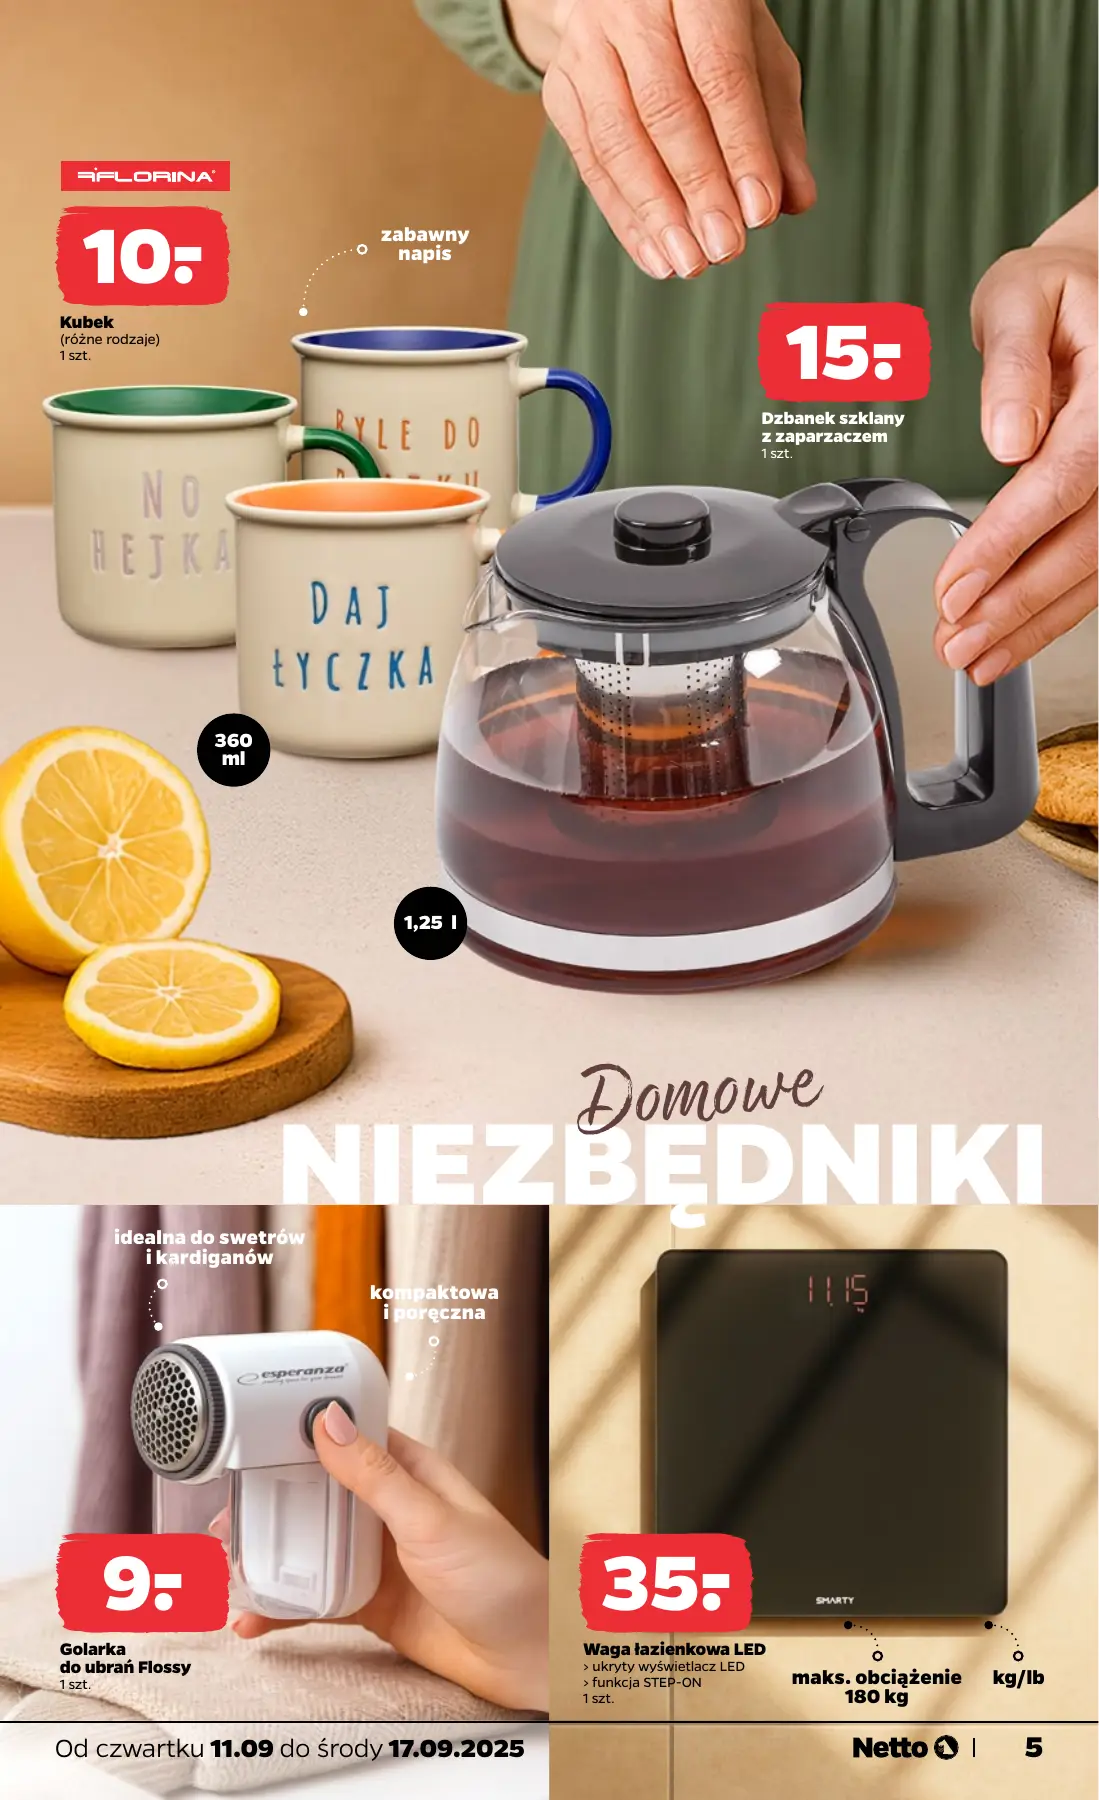 FLORINA
10.-
Kubek
(różne rodzaje)
1 szt.
zabawny
napis
15.-
Dzbanek szklany
z zaparzaczem
1 szt.
BYLE DO
NO
HEJKA
DAJ
ŁYCZKA
360
ml
1,25 l
Domowe
NIEZBĘDNIKI
idealna do swetrów
i kardiganów
kompaktowa
i poręczna
esperanza
9.-
Golarka
do ubrań Flossy
1 szt.
11.15
SMARTY
35.-
Waga łazienkowa LED
> ukryty wyświetlacz LED
> funkcja STEP-ON
1 szt.
maks. obciążenie
180 kg
kg/lb
Od czwartku 11.09 do środy 17.09.2025
Netto | 5